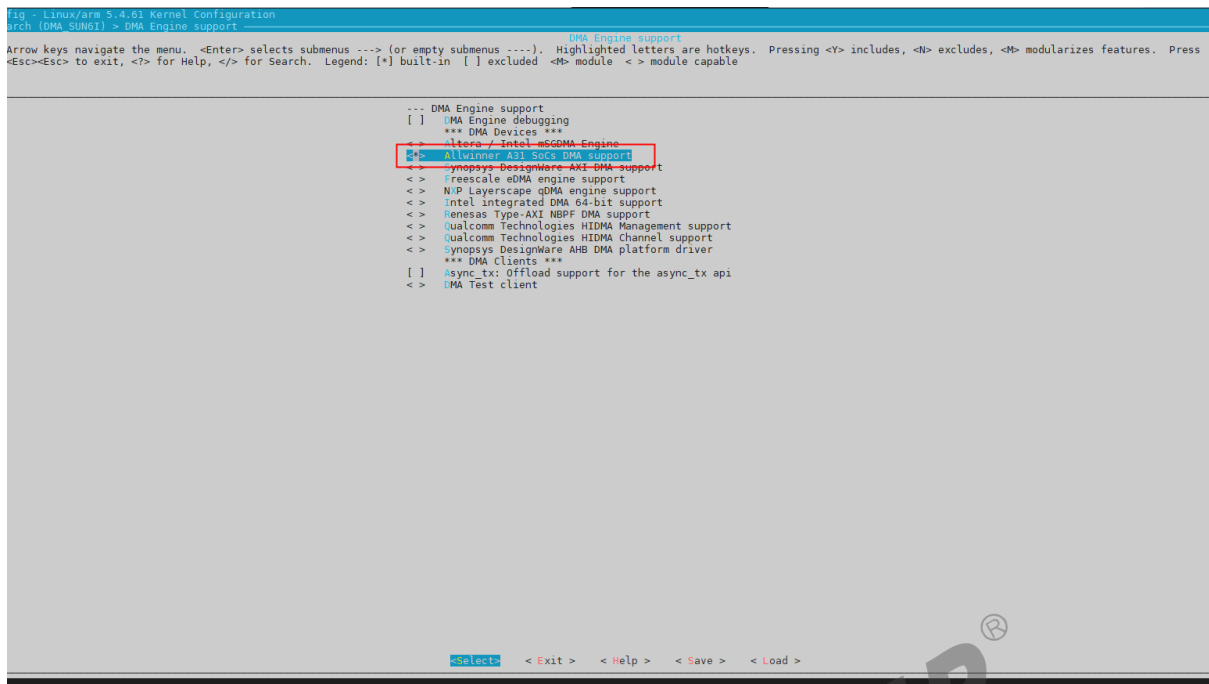 fig - Linux/arm 5.4.61 Kernel Configuration
arch (DMA_SUN6I) > DMA Engine support
DMA Engine support
Arrow keys navigate the menu. <Enter> selects submenus ---> (or empty submenus ----). Highlighted letters are hotkeys. Pressing <Y> includes, <N> excludes, <M> modularizes features. Press
<Esc><Esc> to exit, <?> for Help, </> for Search. Legend: [*] built-in [ ] excluded <M> module < > module capable
--- DMA Engine support
[ ] DMA Engine debugging
*** DMA Devices ***
< > Altera / Intel mSGDMA Engine
<*> Allwinner A31 SoCs DMA support
< > Synopsys DesignWare AXI DMA support
< > Freescale eDMA engine support
< > NXP Layerscape qDMA engine support
< > Intel integrated DMA 64-bit support
< > Renesas Type-AXI NBPF DMA support
< > Qualcomm Technologies HIDMA Management support
< > Qualcomm Technologies HIDMA Channel support
< > Synopsys DesignWare AHB DMA platform driver
*** DMA Clients ***
[ ] Async_tx: Offload support for the async_tx api
< > DMA Test client
<Select> < Exit > < Help > < Save > < Load >